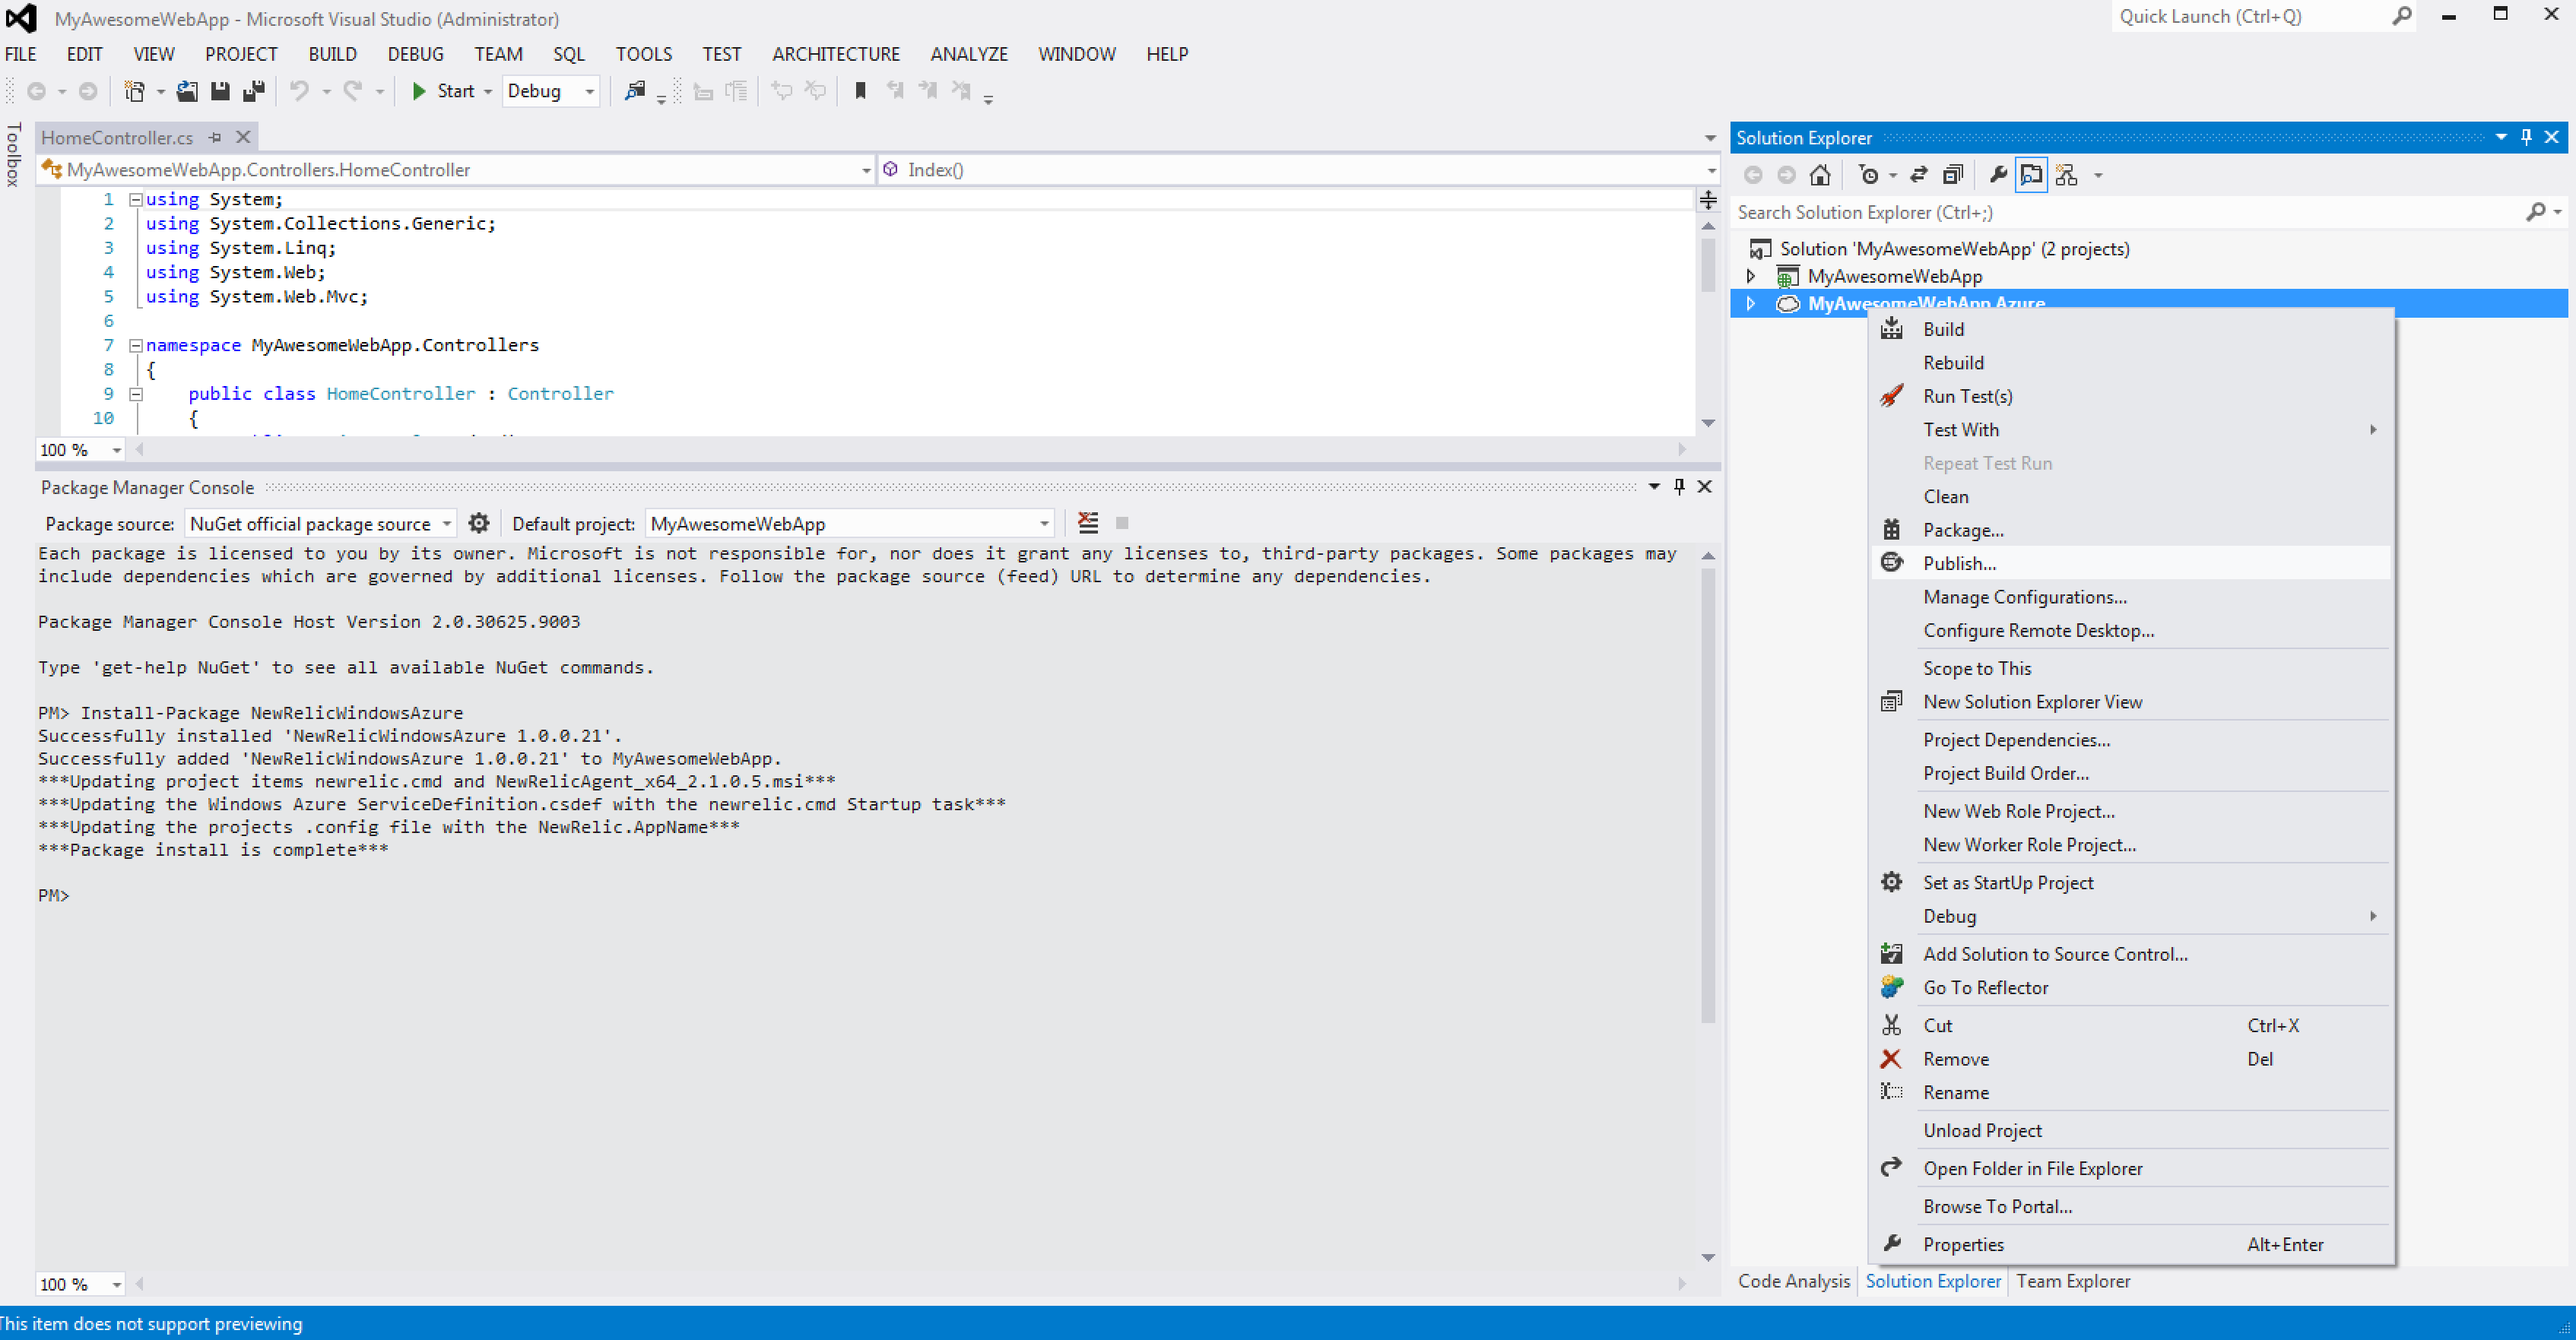 MyAwesomeWebApp - Microsoft Visual Studio (Administrator)
Quick Launch (Ctrl+Q)
FILE EDIT VIEW PROJECT BUILD DEBUG TEAM SQL TOOLS TEST ARCHITECTURE ANALYZE WINDOW HELP
Start Debug
Toolbox
HomeController.cs
MyAwesomeWebApp.Controllers.HomeController Index()
1 using System;
2 using System.Collections.Generic;
3 using System.Linq;
4 using System.Web;
5 using System.Web.Mvc;
6
7 namespace MyAwesomeWebApp.Controllers
8 {
9 public class HomeController : Controller
10 {
100 %
Package Manager Console
Package source: NuGet official package source Default project: MyAwesomeWebApp
Each package is licensed to you by its owner. Microsoft is not responsible for, nor does it grant any licenses to, third-party packages. Some packages may
include dependencies which are governed by additional licenses. Follow the package source (feed) URL to determine any dependencies.
Package Manager Console Host Version 2.0.30625.9003
Type 'get-help NuGet' to see all available NuGet commands.
PM> Install-Package NewRelicWindowsAzure
Successfully installed 'NewRelicWindowsAzure 1.0.0.21'.
Successfully added 'NewRelicWindowsAzure 1.0.0.21' to MyAwesomeWebApp.
***Updating project items newrelic.cmd and NewRelicAgent_x64_2.1.0.5.msi***
***Updating the Windows Azure ServiceDefinition.csdef with the newrelic.cmd Startup task***
***Updating the projects .config file with the NewRelic.AppName***
***Package install is complete***
PM>
100 %
Solution Explorer
Search Solution Explorer (Ctrl+;)
Solution 'MyAwesomeWebApp' (2 projects)
MyAwesomeWebApp
MyAwesomeWebApp.Azure
Build
Rebuild
Run Test(s)
Test With
Repeat Test Run
Clean
Package...
Publish...
Manage Configurations...
Configure Remote Desktop...
Scope to This
New Solution Explorer View
Project Dependencies...
Project Build Order...
New Web Role Project...
New Worker Role Project...
Set as StartUp Project
Debug
Add Solution to Source Control...
Go To Reflector
Cut Ctrl+X
Remove Del
Rename
Unload Project
Open Folder in File Explorer
Browse To Portal...
Properties Alt+Enter
Code Analysis Solution Explorer Team Explorer
This item does not support previewing